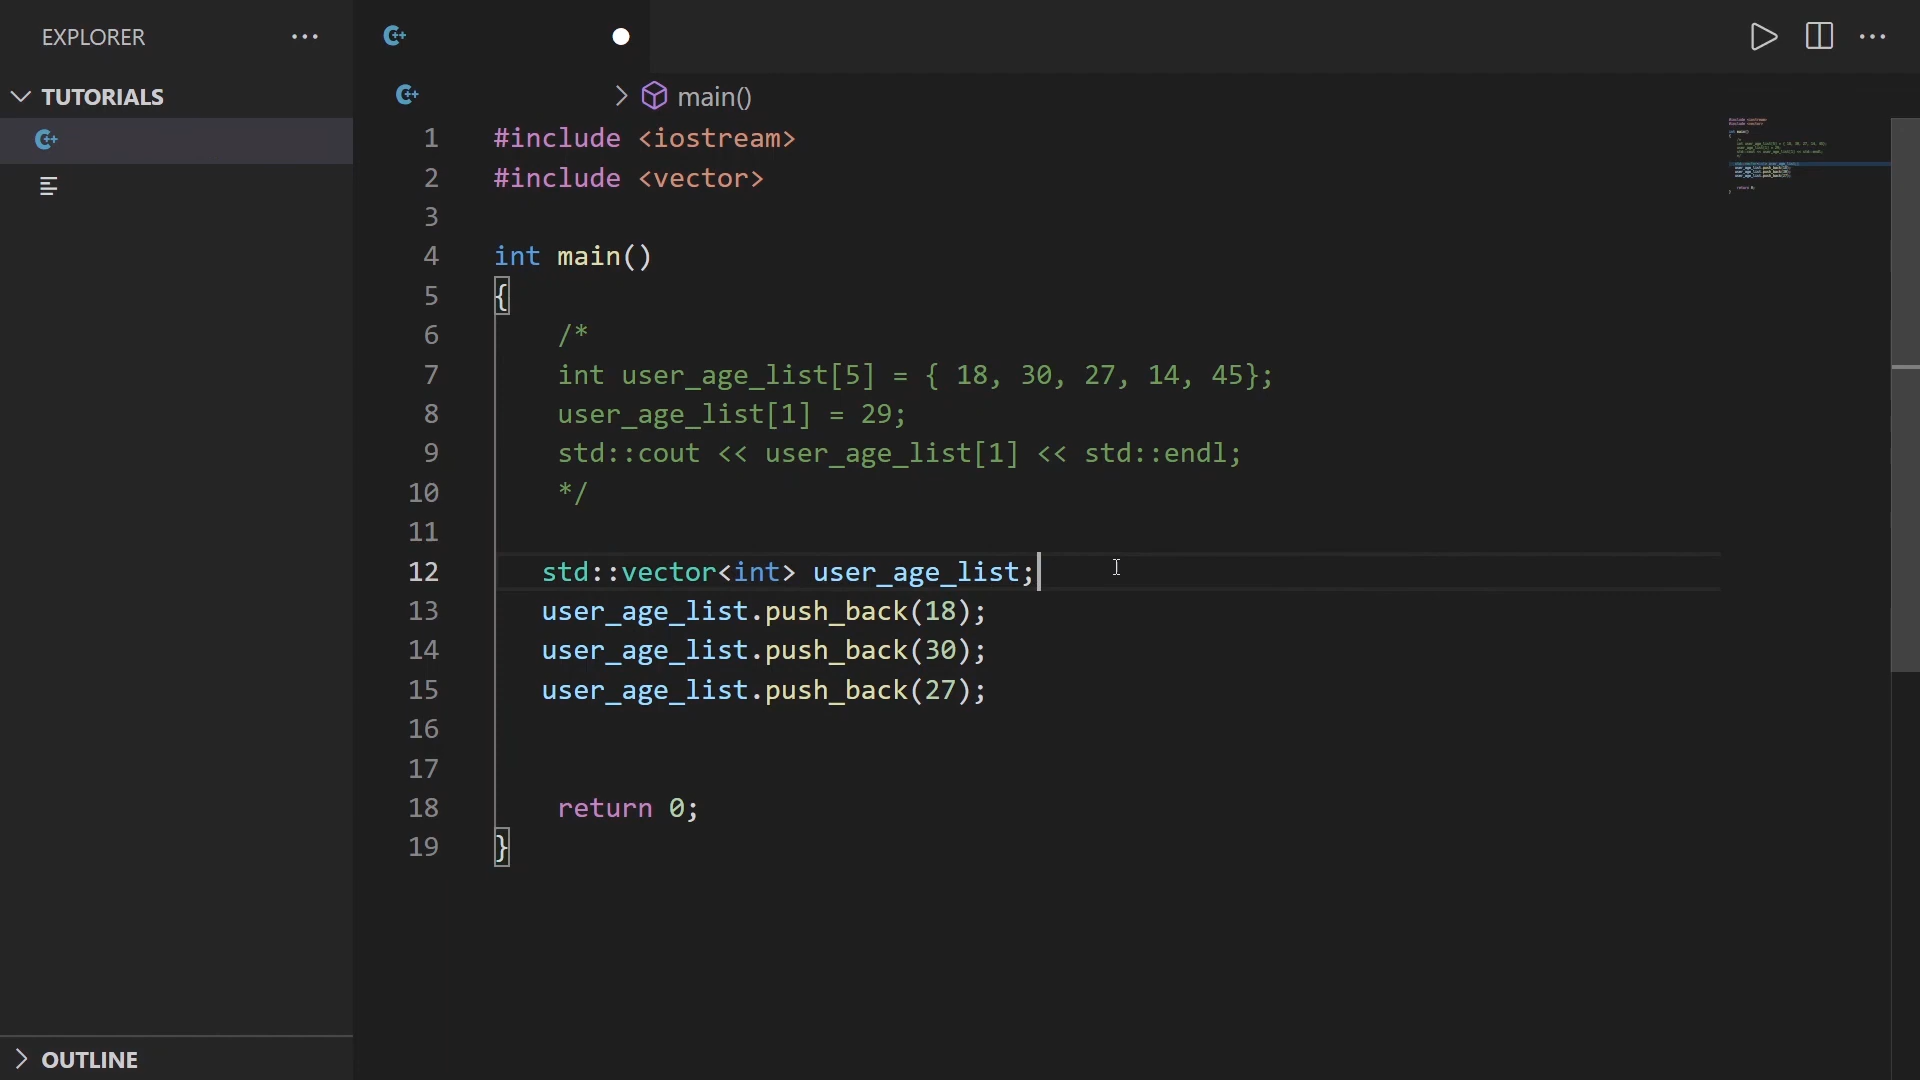 EXPLORER
TUTORIALS
OUTLINE
main()
1 #include <iostream>
2 #include <vector>
3
4 int main()
5 {
6 /*
7 int user_age_list[5] = { 18, 30, 27, 14, 45};
8 user_age_list[1] = 29;
9 std::cout << user_age_list[1] << std::endl;
10 */
11
12 std::vector<int> user_age_list;
13 user_age_list.push_back(18);
14 user_age_list.push_back(30);
15 user_age_list.push_back(27);
16
17
18 return 0;
19 }